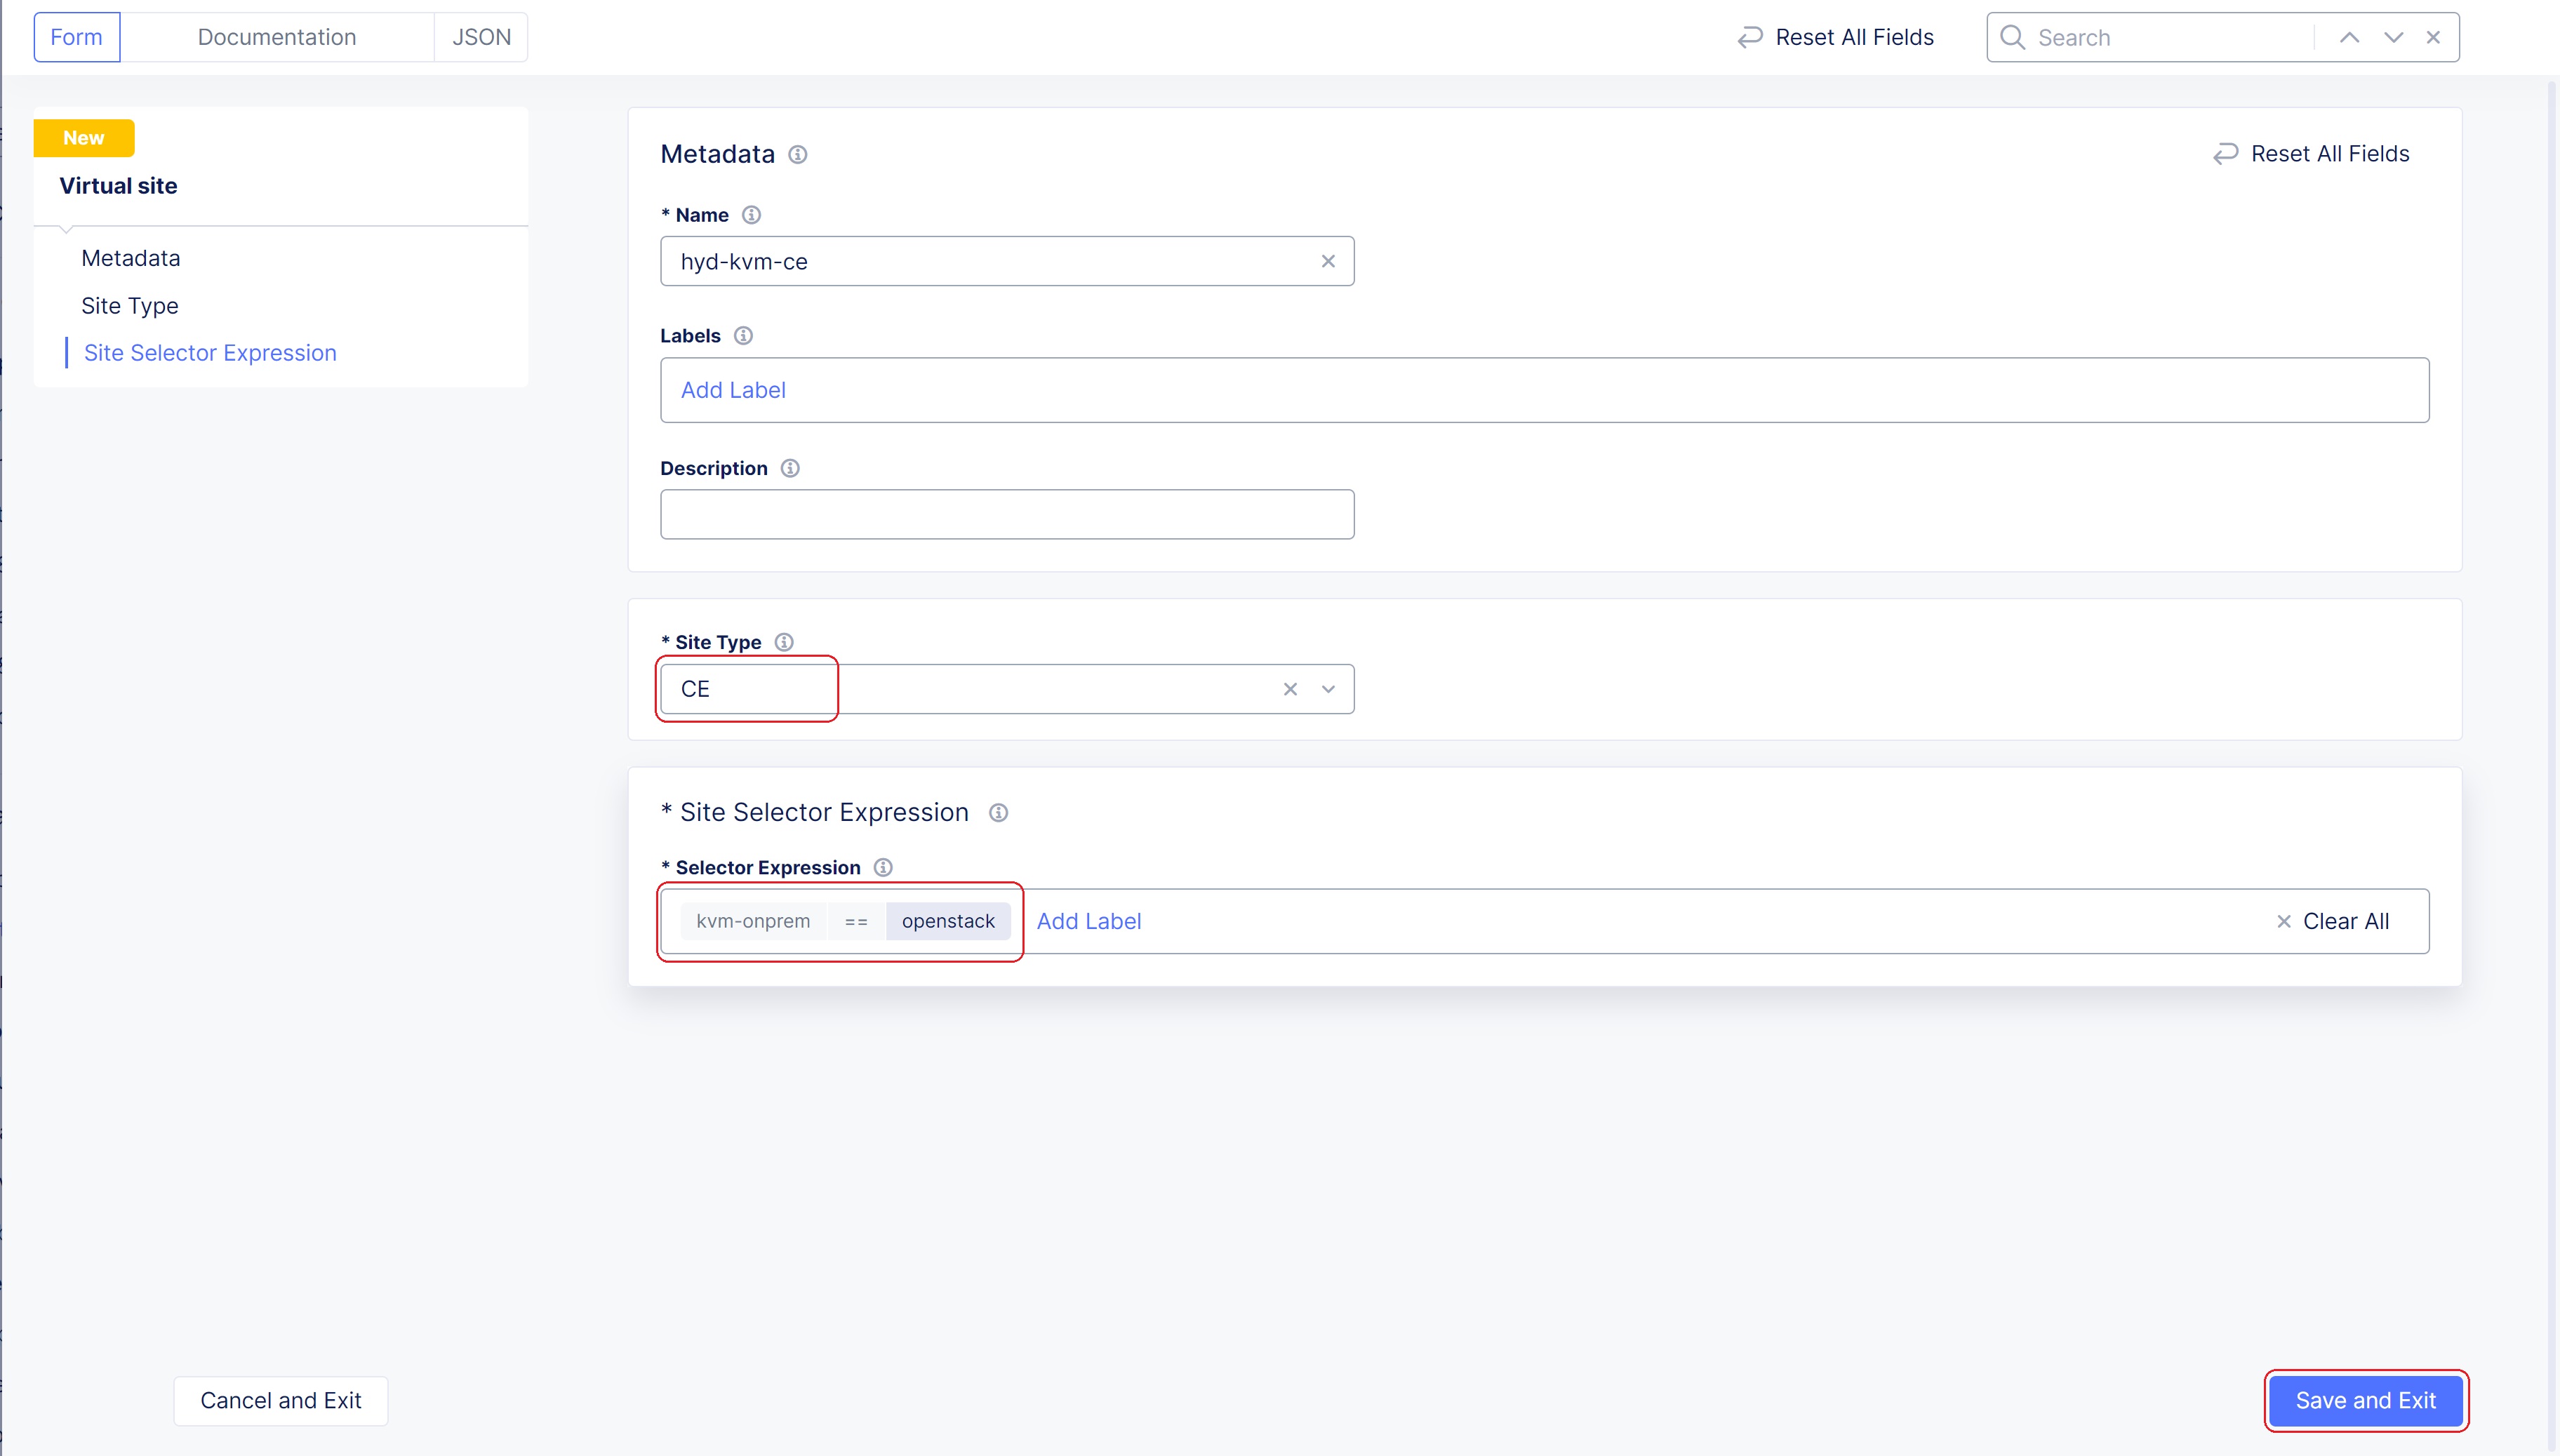 Form Documentation JSON Reset All Fields Search
New
Virtual site
Metadata
Site Type
Site Selector Expression
Metadata Reset All Fields
* Name
hyd-kvm-ce
Labels
Add Label
Description
* Site Type
CE
* Site Selector Expression
* Selector Expression
kvm-onprem == openstack Add Label Clear All
Cancel and Exit Save and Exit